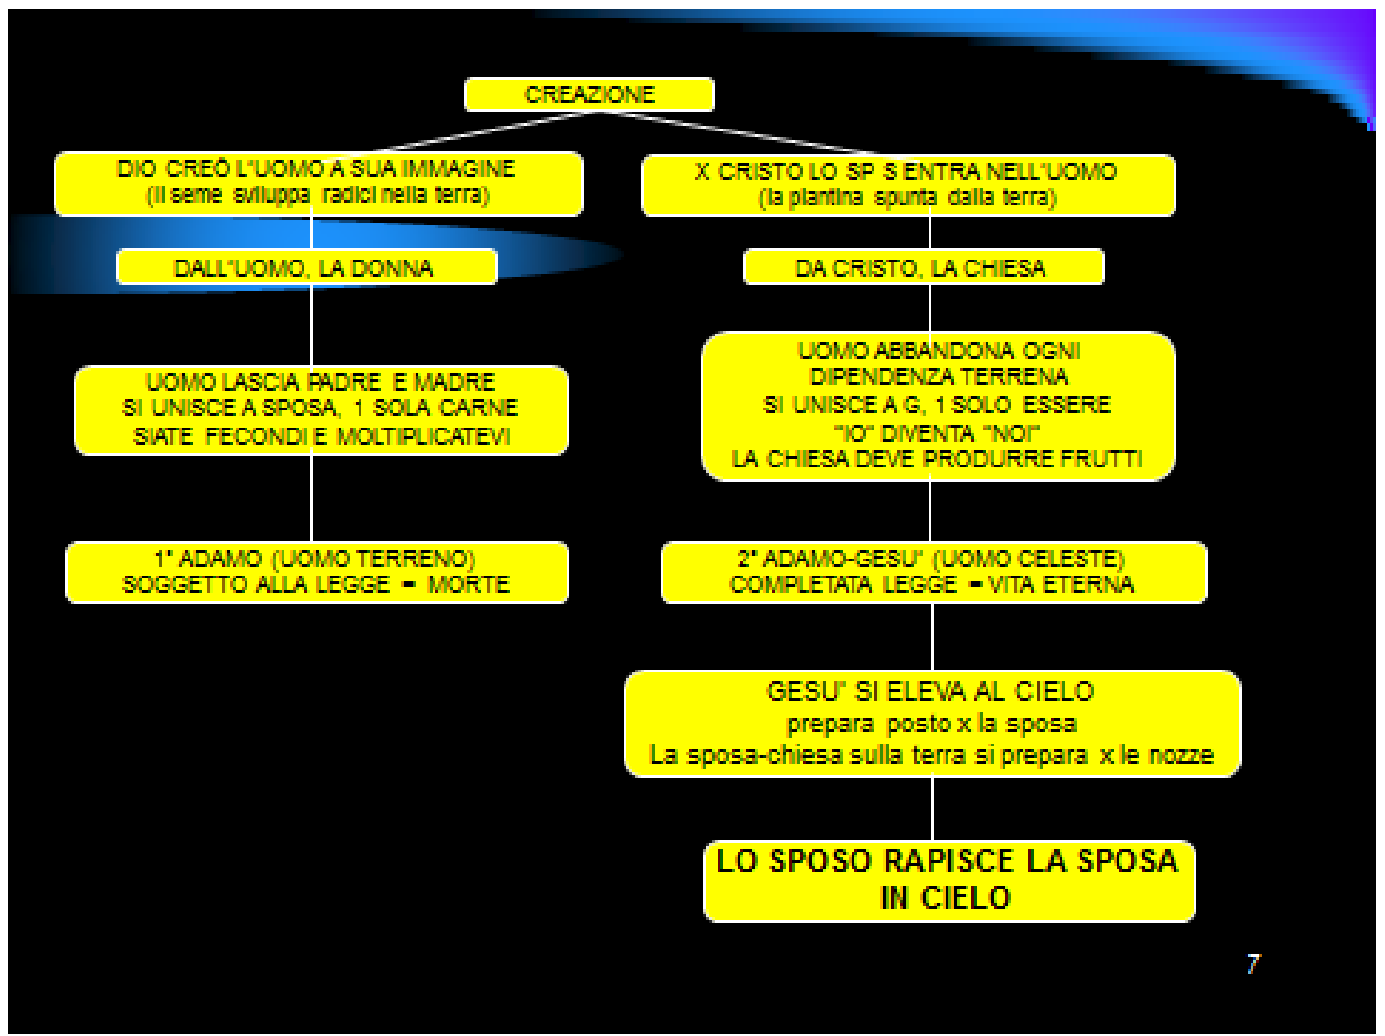 CREAZIONE
DIO CREÒ L'UOMO A SUA IMMAGINE
(il seme sviluppa radici nella terra)
DALL'UOMO, LA DONNA
UOMO LASCIA PADRE E MADRE
SI UNISCE A SPOSA, 1 SOLA CARNE
SIATE FECONDI E MOLTIPLICATEVI
1° ADAMO (UOMO TERRENO)
SOGGETTO ALLA LEGGE = MORTE
X CRISTO LO SP S ENTRA NELL'UOMO
(la piantina spunta dalla terra)
DA CRISTO, LA CHIESA
UOMO ABBANDONA OGNI
DIPENDENZA TERRENA
SI UNISCE A G, 1 SOLO ESSERE
"IO" DIVENTA "NOI"
LA CHIESA DEVE PRODURRE FRUTTI
2° ADAMO-GESU' (UOMO CELESTE)
COMPLETATA LEGGE = VITA ETERNA
GESU' SI ELEVA AL CIELO
prepara posto x la sposa
La sposa-chiesa sulla terra si prepara x le nozze
LO SPOSO RAPISCE LA SPOSA
IN CIELO
7